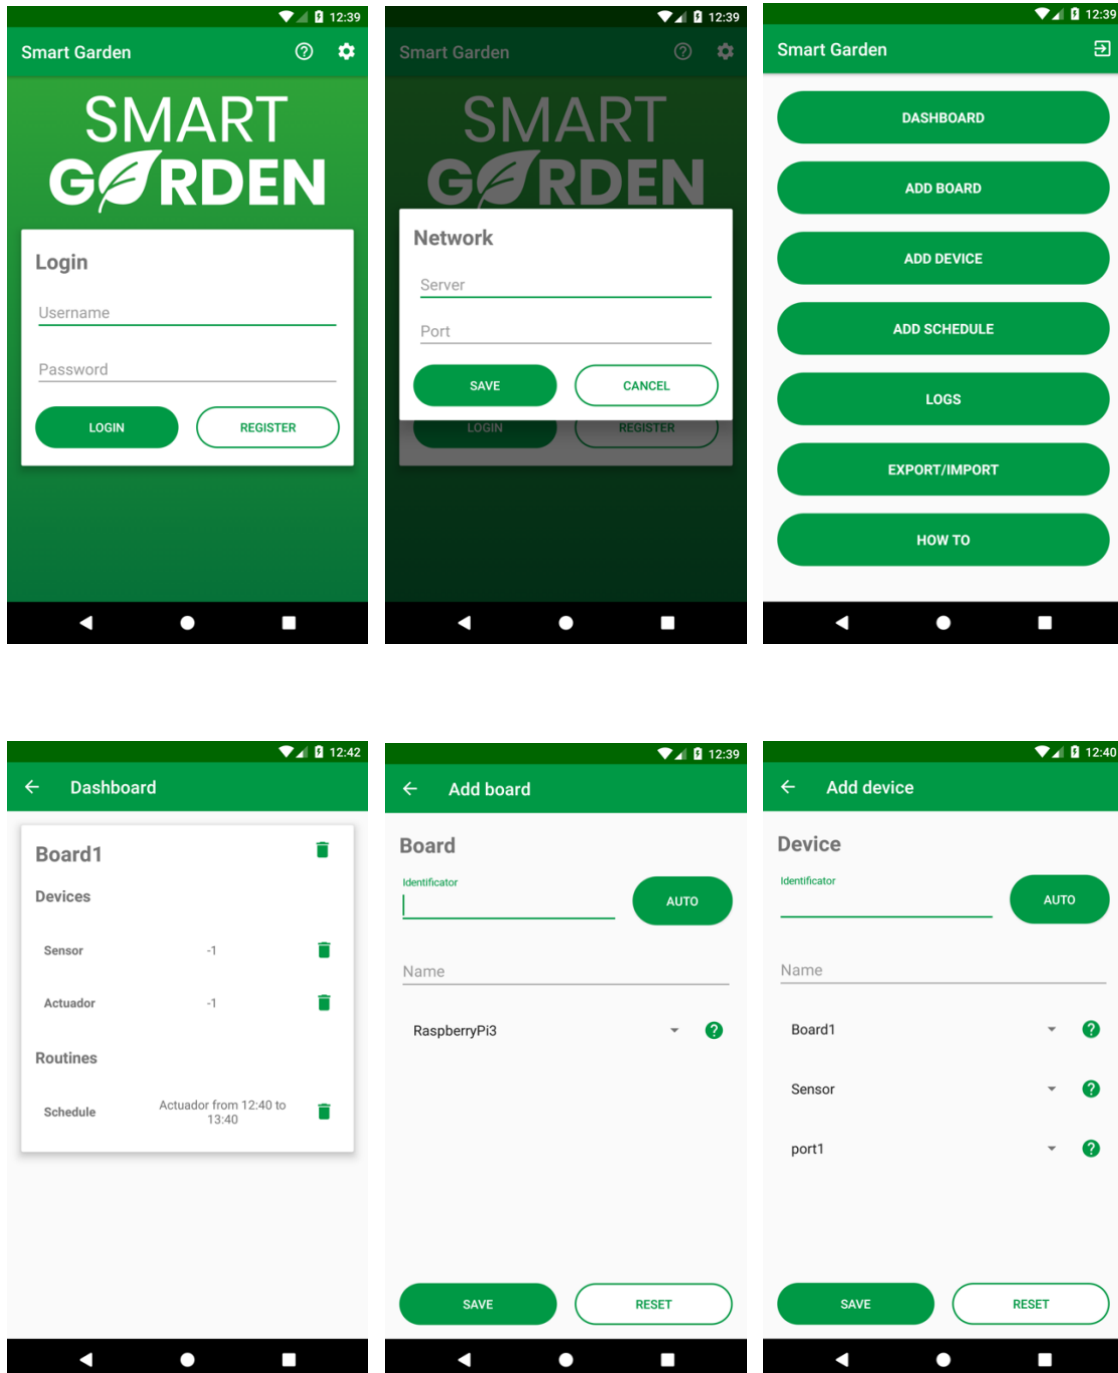 12:39
Smart Garden
SMART
GARDEN
Login
Username
Password
LOGIN
REGISTER
12:39
Smart Garden
SMART
GARDEN
Network
Server
Port
SAVE
CANCEL
LOGIN
REGISTER
12:39
Smart Garden
DASHBOARD
ADD BOARD
ADD DEVICE
ADD SCHEDULE
LOGS
EXPORT/IMPORT
HOW TO
12:42
Dashboard
Board1
Devices
Sensor -1
Actuador -1
Routines
Schedule Actuador from 12:40 to
13:40
12:39
Add board
Board
Identificator
AUTO
Name
RaspberryPi3
SAVE
RESET
12:40
Add device
Device
Identificator
AUTO
Name
Board1
Sensor
port1
SAVE
RESET